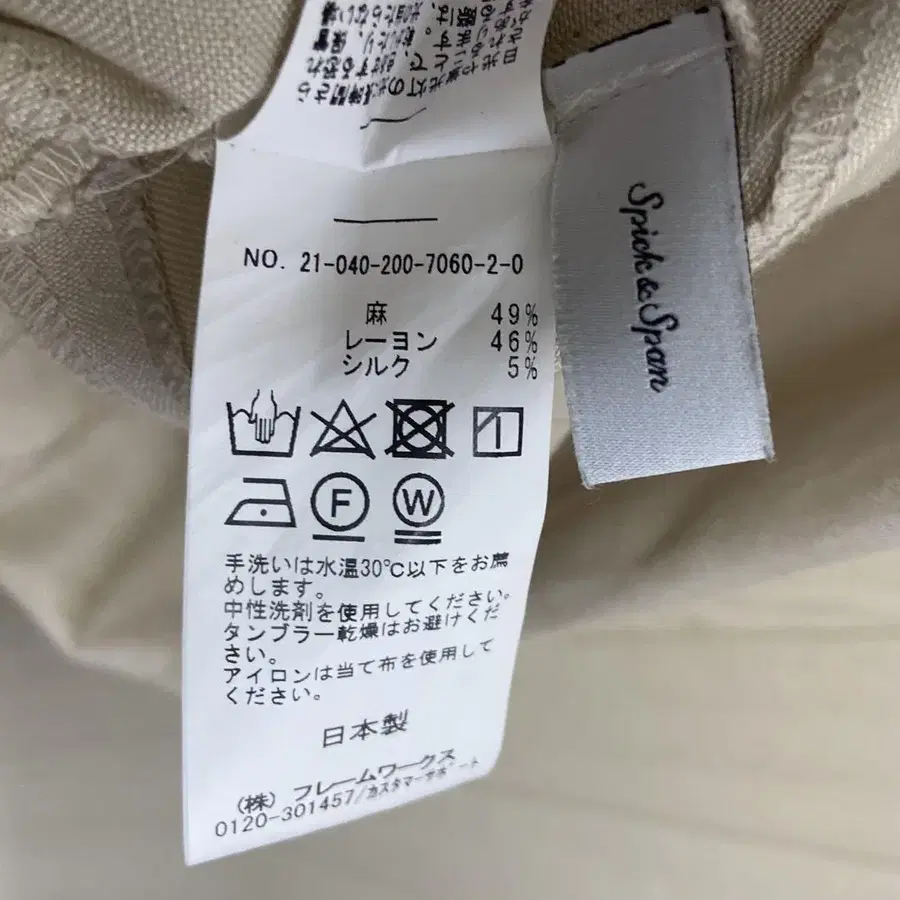 NO. 21-040-200-7060-2-0
麻 49%
レーヨン 46%
シルク 5%
F W
手洗いは水温30℃以下をお薦
めします。
中性洗剤を使用してください。
タンブラー乾燥はお避けくだ
さい。
アイロンは当て布を使用して
ください。
日本製
(株) フレームワークス
0120-301457/カスタマーサポート
Spick & Span